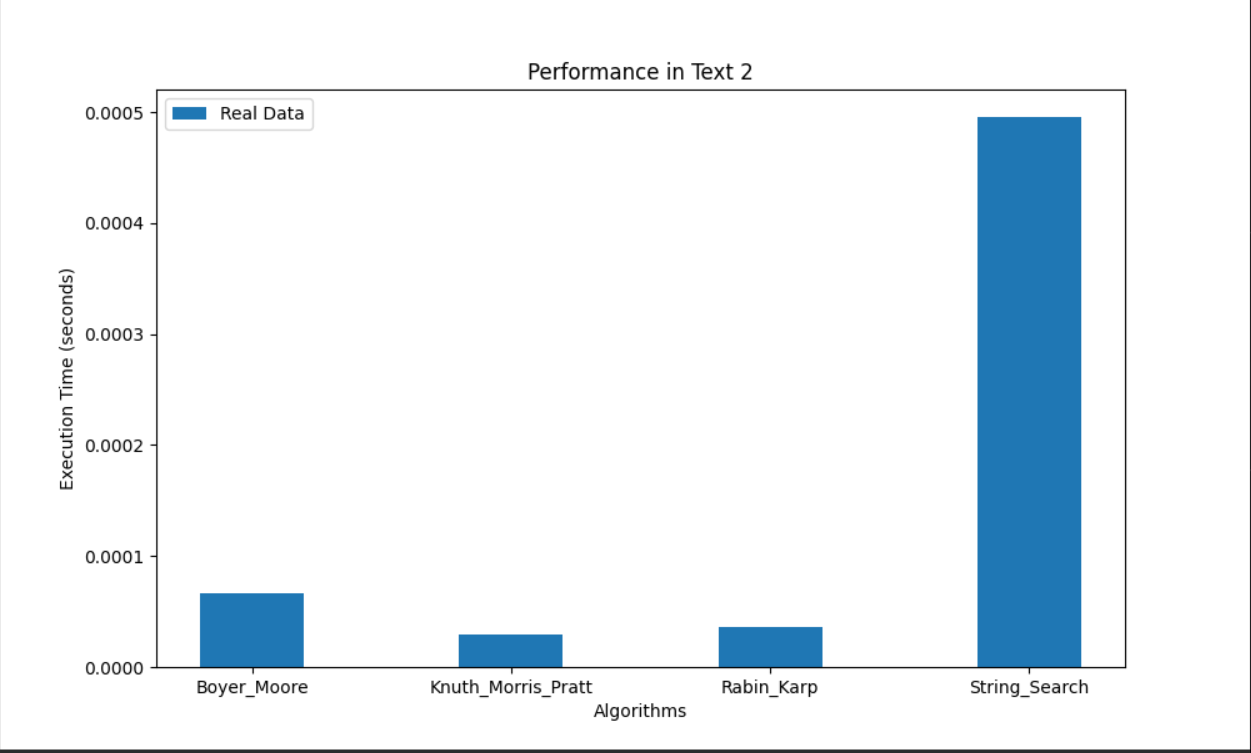 Performance in Text 2
Real Data
0.0005
0.0004
0.0003
0.0002
0.0001
0.0000
Execution Time (seconds)
Boyer_Moore
Knuth_Morris_Pratt
Rabin_Karp
String_Search
Algorithms